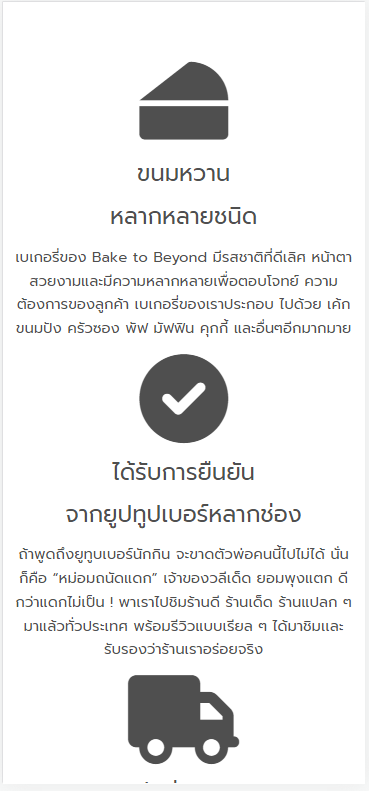 ขนมหวาน
หลากหลายชนิด
เบเกอรี่ของ Bake to Beyond มีรสชาติที่ดีเลิศ หน้าตา
สวยงามและมีความหลากหลายเพื่อตอบโจทย์ ความ
ต้องการของลูกค้า เบเกอรี่ของเราประกอบ ไปด้วย เค้ก
ขนมปัง ครัวซอง พัฟ มัฟฟิน คุกกี้ และอื่นๆอีกมากมาย
ได้รับการยืนยัน
จากยูปทูปเบอร์หลากช่อง
ถ้าพูดถึงยูทูบเบอร์นักกิน จะขาดตัวพ่อคนนี้ไปไม่ได้ นั่น
ก็คือ “หม่อมถนัดแดก” เจ้าของวลีเด็ด ยอมพุงแตก ดี
กว่าแดกไม่เป็น ! พาเราไปชิมร้านดี ร้านเด็ด ร้านแปลก ๆ
มาแล้วทั่วประเทศ พร้อมรีวิวแบบเรียล ๆ ได้มาชิมและ
รับรองว่าร้านเราอร่อยจริง